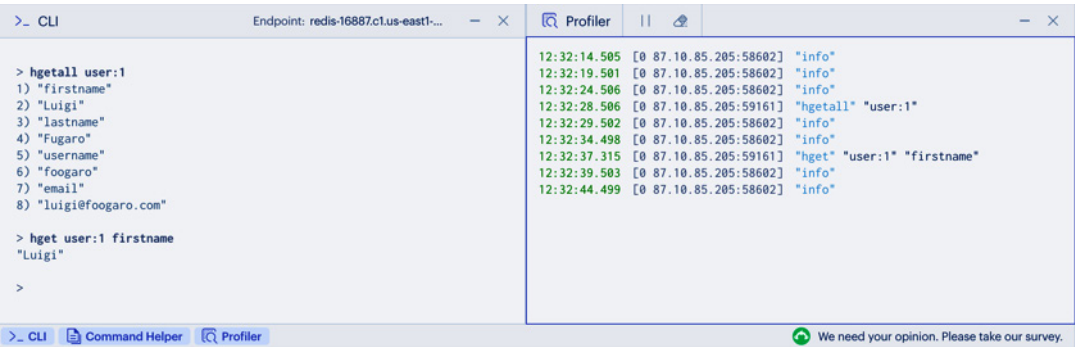 >_ CLI
Endpoint: redis-16887.c1.us-east1-...
> hgetall user:1
1) "firstname"
2) "Luigi"
3) "lastname"
4) "Fugaro"
5) "username"
6) "foogaro"
7) "email"
8) "luigi@foogaro.com"
> hget user:1 firstname
"Luigi"
>
Profiler
12:32:14.505 [0 87.10.85.205:58602] "info"
12:32:19.501 [0 87.10.85.205:58602] "info"
12:32:24.506 [0 87.10.85.205:58602] "info"
12:32:28.506 [0 87.10.85.205:59161] "hgetall" "user:1"
12:32:29.502 [0 87.10.85.205:58602] "info"
12:32:34.498 [0 87.10.85.205:58602] "info"
12:32:37.315 [0 87.10.85.205:59161] "hget" "user:1" "firstname"
12:32:39.503 [0 87.10.85.205:58602] "info"
12:32:44.499 [0 87.10.85.205:58602] "info"
>_ CLI
Command Helper
Profiler
We need your opinion. Please take our survey.